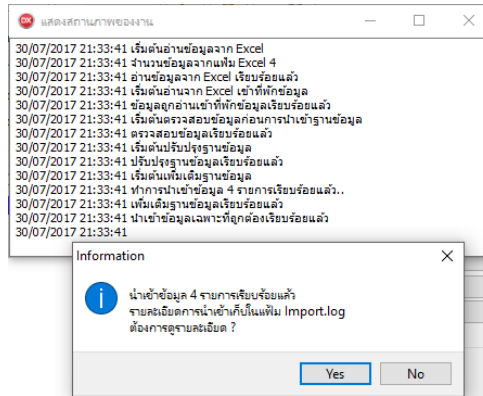 DX แสดงสถานภาพของงาน
30/07/2017 21:33:41 เริ่มต้นอ่านข้อมูลจาก Excel
30/07/2017 21:33:41 จำนวนข้อมูลจากแฟ้ม Excel 4
30/07/2017 21:33:41 อ่านข้อมูลจาก Excel เรียบร้อยแล้ว
30/07/2017 21:33:41 เริ่มต้นอ่านจาก Excel เข้าที่พักข้อมูล
30/07/2017 21:33:41 ข้อมูลถูกอ่านเข้าที่พักข้อมูลเรียบร้อยแล้ว
30/07/2017 21:33:41 เริ่มต้นตรวจสอบข้อมูลก่อนการนำเข้าฐานข้อมูล
30/07/2017 21:33:41 ตรวจสอบข้อมูลเรียบร้อยแล้ว
30/07/2017 21:33:41 เริ่มต้นปรับปรุงฐานข้อมูล
30/07/2017 21:33:41 ปรับปรุงฐานข้อมูลเรียบร้อยแล้ว
30/07/2017 21:33:41 เริ่มต้นเพิ่มเติมฐานข้อมูล
30/07/2017 21:33:41 ทำการนำเข้าข้อมูล 4 รายการเรียบร้อยแล้ว..
30/07/2017 21:33:41 เพิ่มเติมฐานข้อมูลเรียบร้อยแล้ว
30/07/2017 21:33:41 นำเข้าข้อมูลเฉพาะที่ถูกต้องเรียบร้อยแล้ว
30/07/2017 21:33:41
Information
นำเข้าข้อมูล 4 รายการเรียบร้อยแล้ว
รายละเอียดการนำเข้าเก็บในแฟ้ม Import.log
ต้องการดูรายละเอียด ?
Yes No